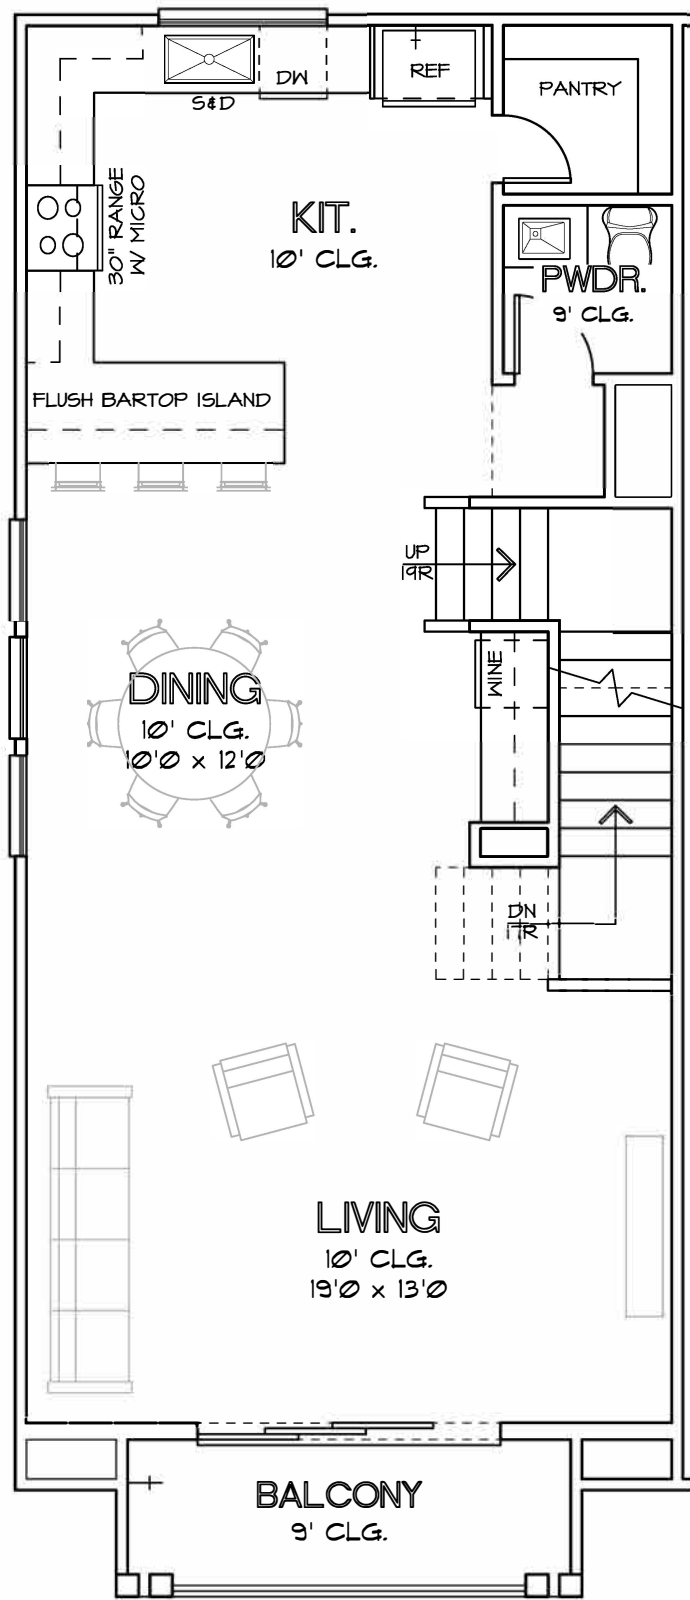 DW
REF
PANTRY
S&D
30" RANGE
W/ MICRO
KIT.
10' CLG.
PWDR.
9' CLG.
FLUSH BARTOP ISLAND
UP
19R
WINE
DINING
10' CLG.
10'0 x 12'0
DN
17R
LIVING
10' CLG.
19'0 x 13'0
BALCONY
9' CLG.